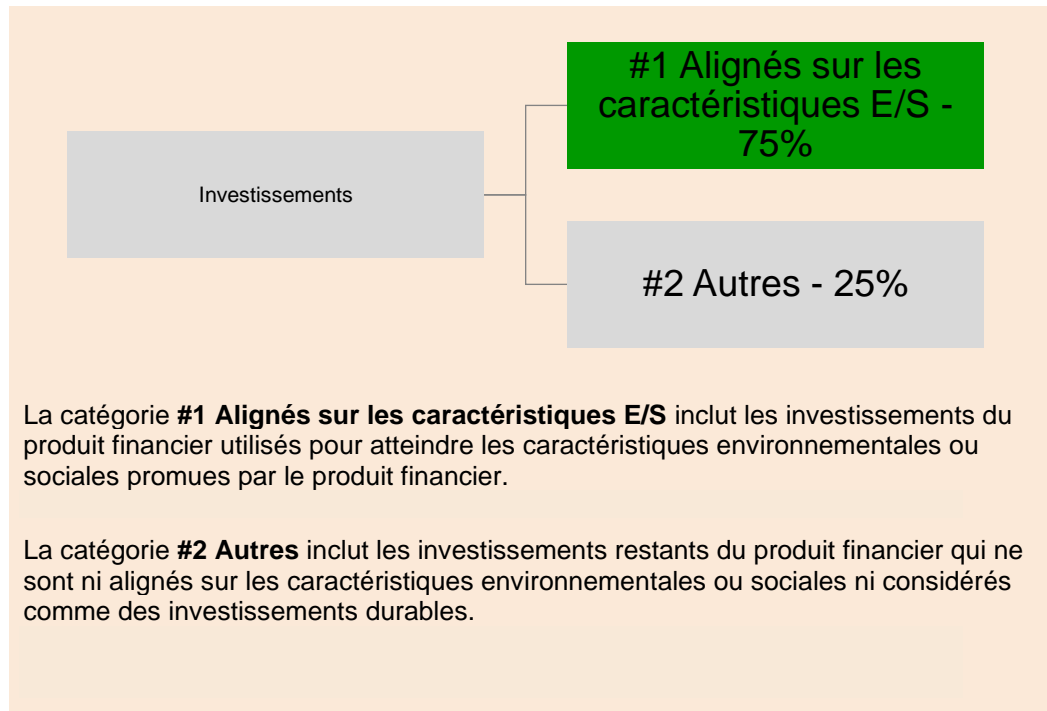 #1 Alignés sur les
caractéristiques E/S -
75%
Investissements
#2 Autres - 25%
La catégorie #1 Alignés sur les caractéristiques E/S inclut les investissements du
produit financier utilisés pour atteindre les caractéristiques environnementales ou
sociales promues par le produit financier.
La catégorie #2 Autres inclut les investissements restants du produit financier qui ne
sont ni alignés sur les caractéristiques environnementales ou sociales ni considérés
comme des investissements durables.